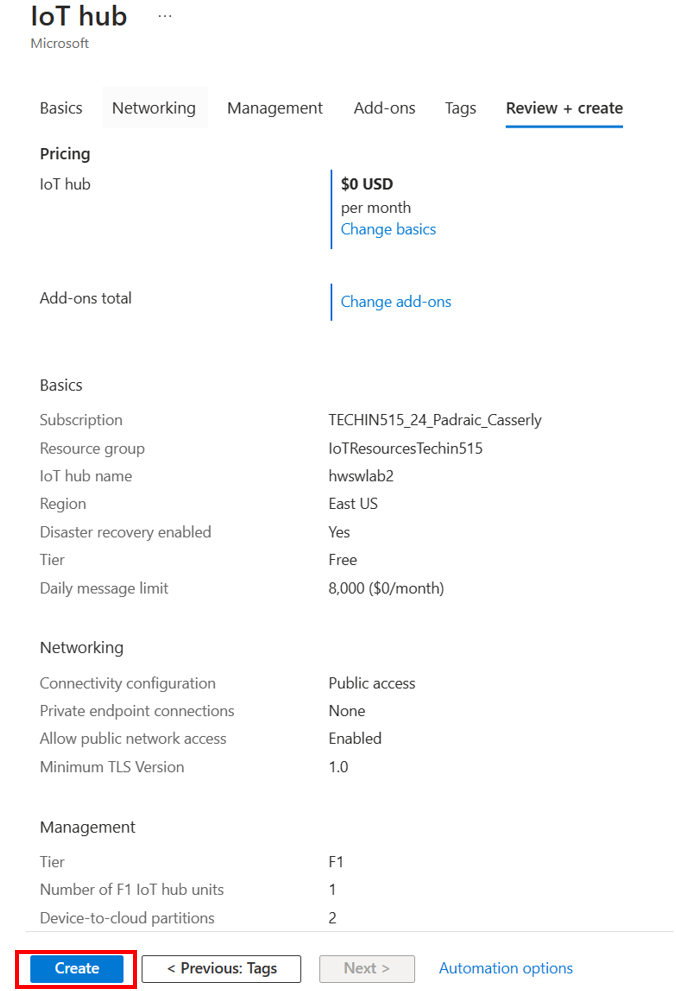 IoT hub ...
Microsoft
Basics Networking Management Add-ons Tags Review + create
Pricing
IoT hub $0 USD
per month
Change basics
Add-ons total Change add-ons
Basics
Subscription TECHIN515_24_Padraic_Casserly
Resource group IoTResourcesTechin515
IoT hub name hwswlab2
Region East US
Disaster recovery enabled Yes
Tier Free
Daily message limit 8,000 ($0/month)
Networking
Connectivity configuration Public access
Private endpoint connections None
Allow public network access Enabled
Minimum TLS Version 1.0
Management
Tier F1
Number of F1 IoT hub units 1
Device-to-cloud partitions 2
Create < Previous: Tags Next > Automation options